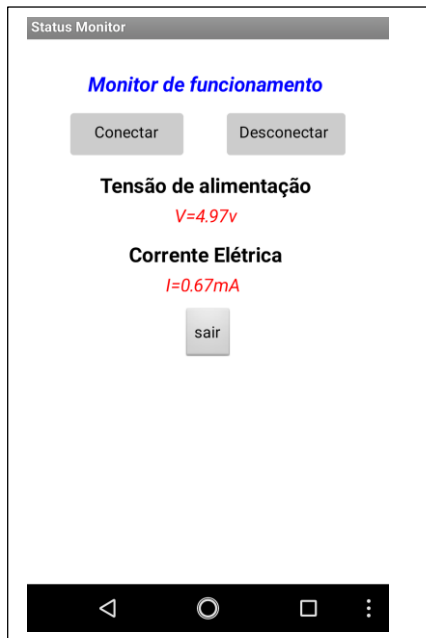 Status Monitor
Monitor de funcionamento
Conectar Desconectar
Tensão de alimentação
V=4.97v
Corrente Elétrica
I=0.67mA
sair